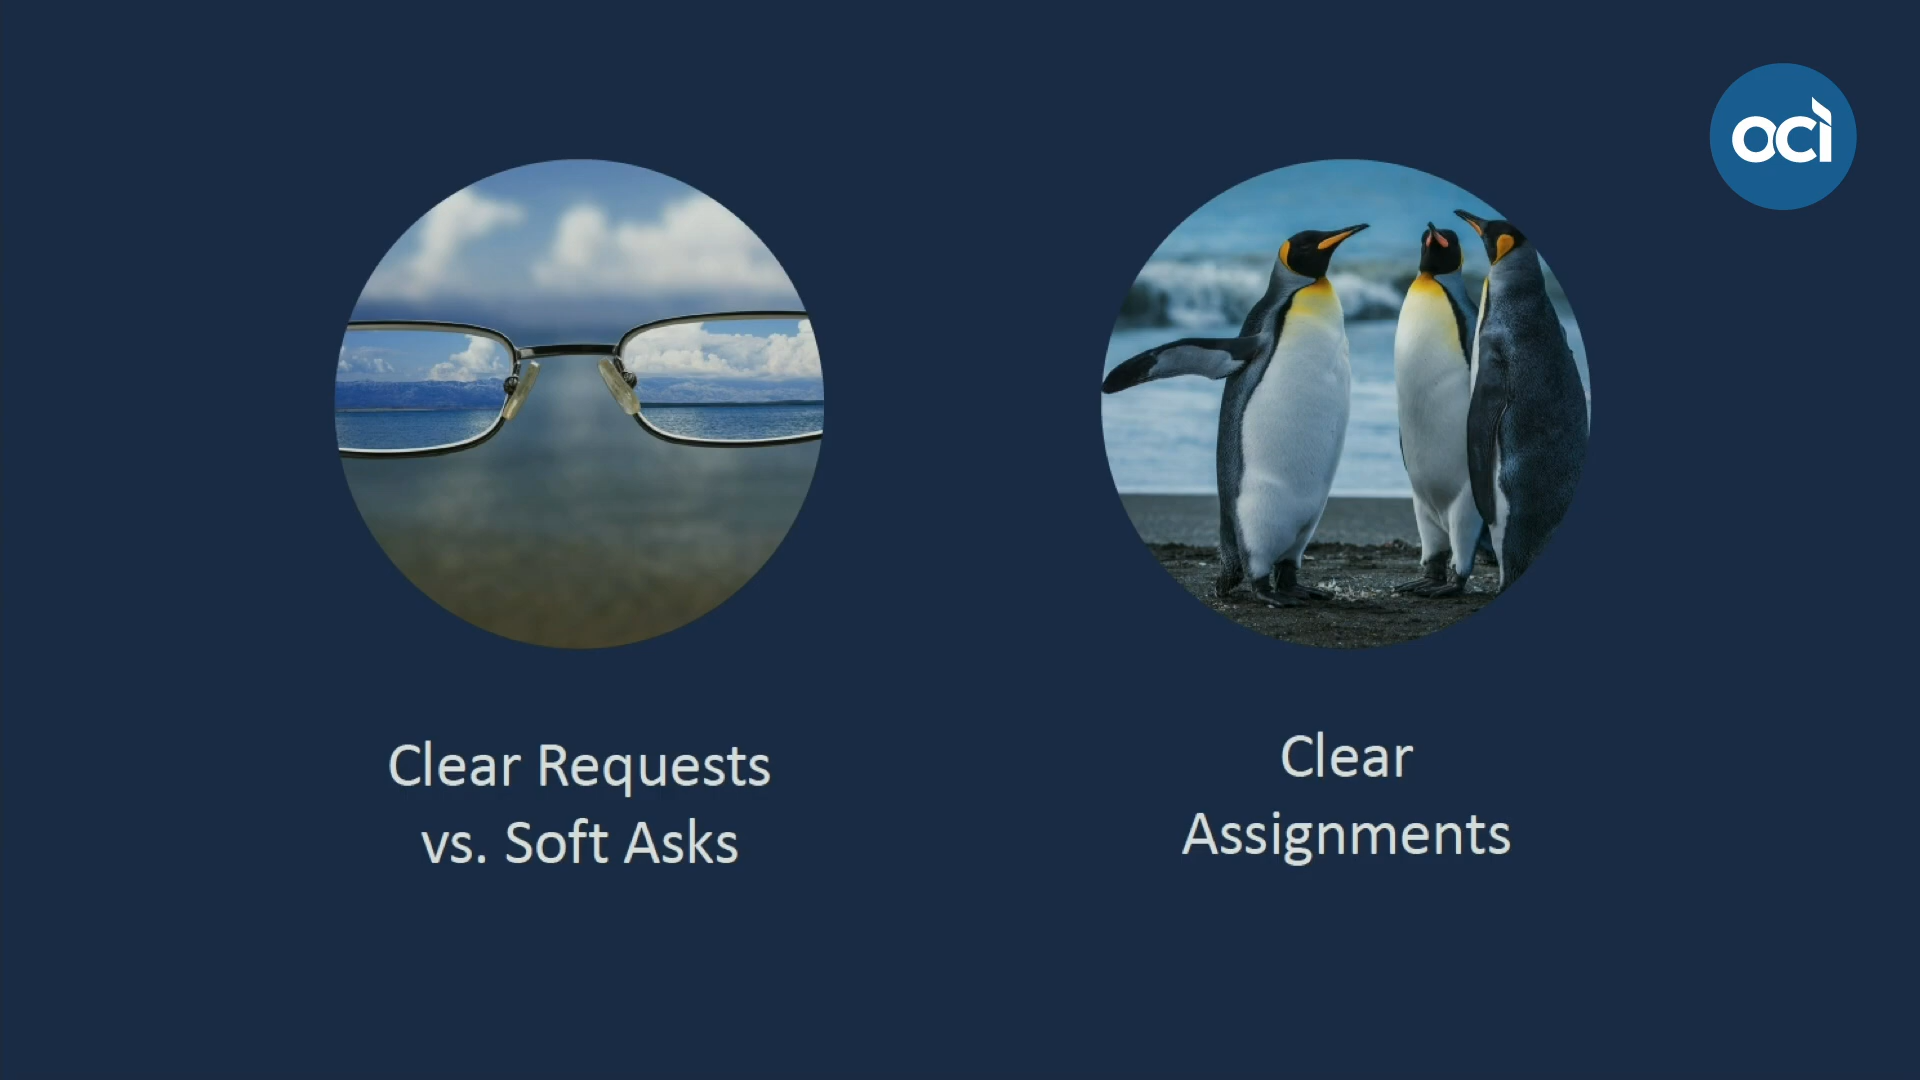 oci
Clear Requests
vs. Soft Asks
Clear
Assignments